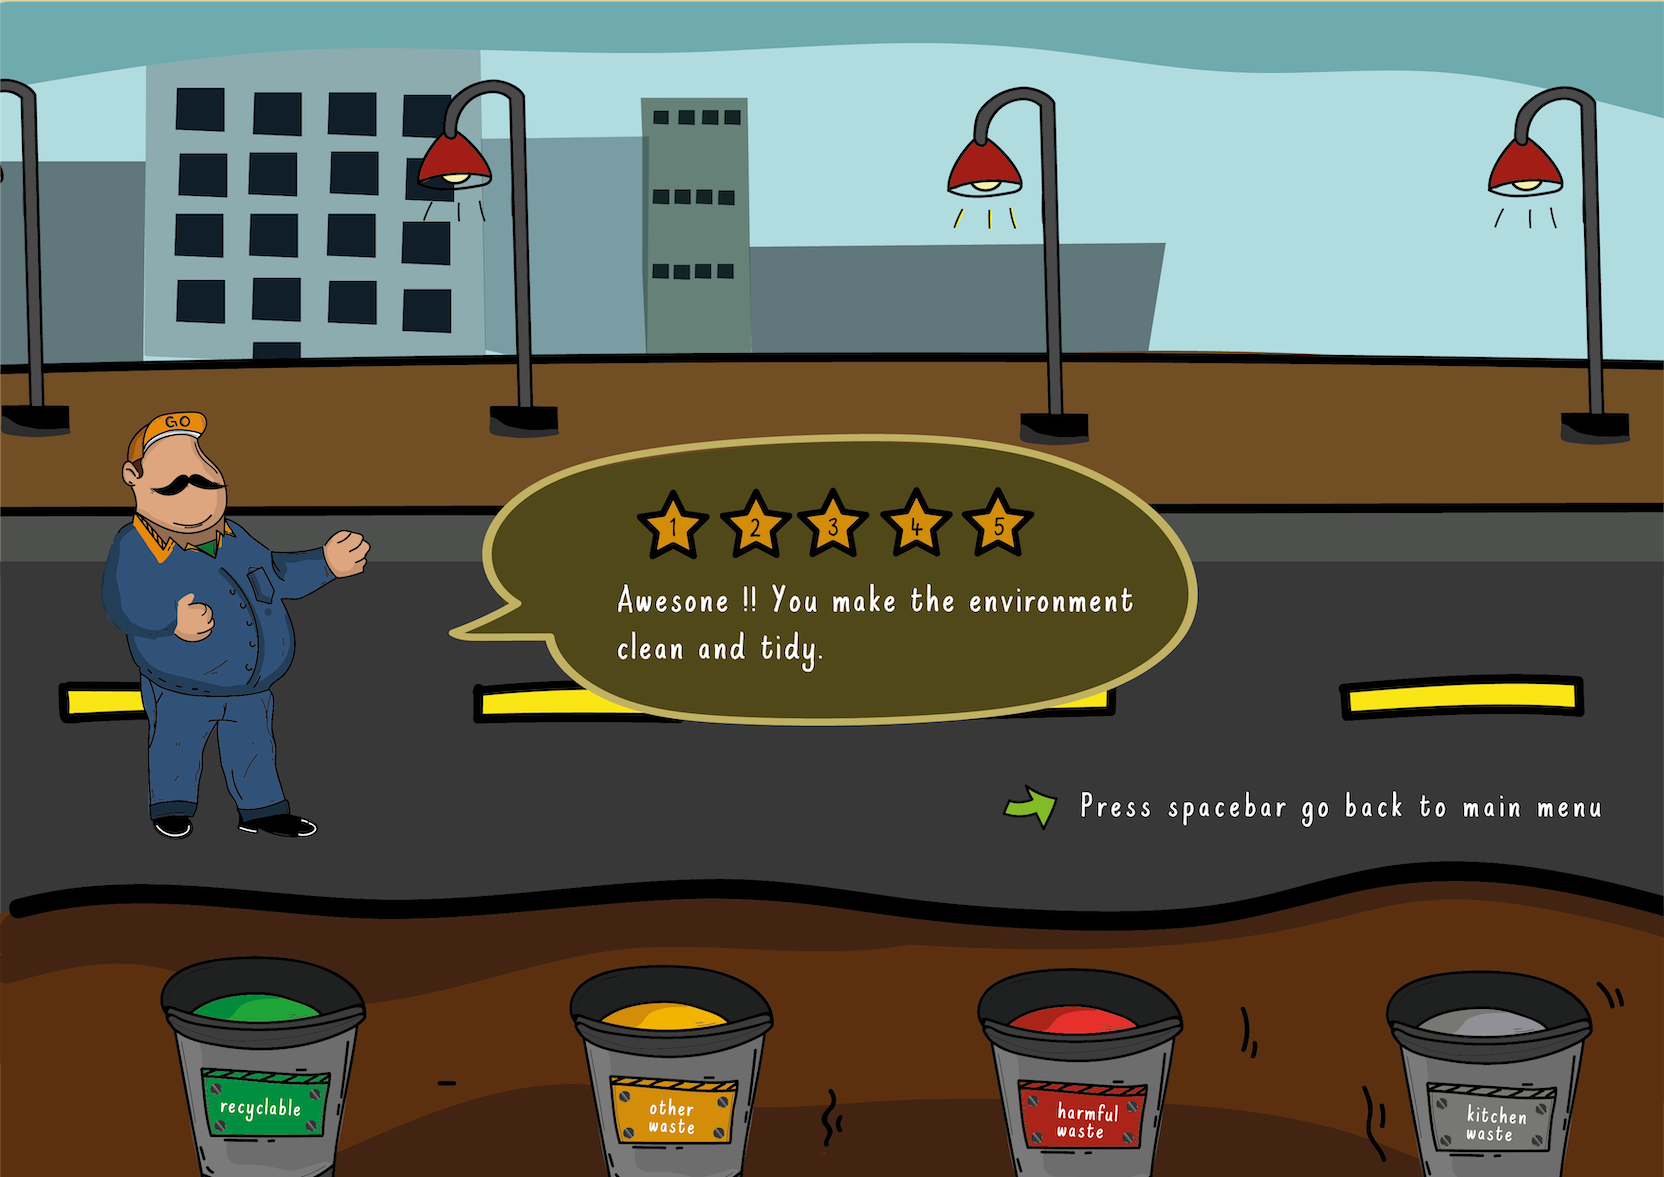 GO
1 2 3 4 5
Awesone !! You make the environment
clean and tidy.
Press spacebar go back to main menu
recyclable
other
waste
harmful
waste
kitchen
waste